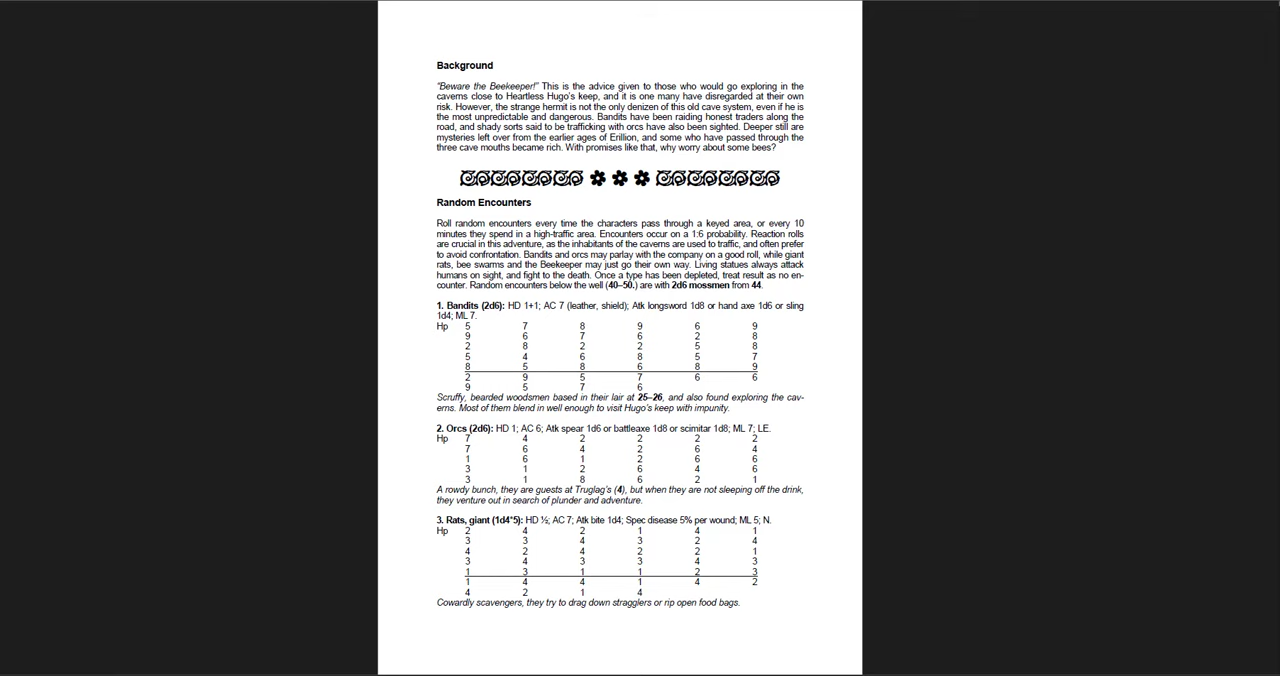 Background
“Beware the Beekeeper!” This is the advice given to those who would go exploring in the
caverns close to Heartless Hugo’s keep, and it is one many have disregarded at their own
risk. However, the strange hermit is not the only denizen of this old cave system, even if he is
the most unpredictable and dangerous. Bandits have been raiding honest traders along the
road, and shady sorts said to be trafficking with orcs have also been sighted. Deeper still are
mysteries left over from the earlier ages of Erillion, and some who have passed through the
three cave mouths became rich. With promises like that, why worry about some bees?
Random Encounters
Roll random encounters every time the characters pass through a keyed area, or every 10
minutes they spend in a high-traffic area. Encounters occur on a 1:6 probability. Reaction rolls
are crucial in this adventure, as the inhabitants of the caverns are used to traffic, and often prefer
to avoid confrontation. Bandits and orcs may parlay with the company on a good roll, while giant
rats, bee swarms and the Beekeeper may just go their own way. Living statues always attack
humans on sight, and fight to the death. Once a type has been depleted, treat result as no en-
counter. Random encounters below the well (40–50.) are with 2d6 mossmen from 44.
1. Bandits (2d6): HD 1+1; AC 7 (leather, shield); Atk longsword 1d8 or hand axe 1d6 or sling
1d4; ML 7.
Hp 5 7 8 9 6 9
9 6 7 6 2 8
2 8 2 2 5 8
5 4 6 8 5 7
8 5 8 6 8 9
2 9 5 7 6 6
9 5 7 6
Scruffy, bearded woodsmen based in their lair at 25–26, and also found exploring the cav-
erns. Most of them blend in well enough to visit Hugo’s keep with impunity.
2. Orcs (2d6): HD 1; AC 6; Atk spear 1d6 or battleaxe 1d8 or scimitar 1d8; ML 7; LE.
Hp 7 4 2 2 2 2
7 6 4 2 6 4
1 6 1 2 6 6
3 1 2 6 4 6
3 1 8 6 2 1
A rowdy bunch, they are guests at Truglag’s (4), but when they are not sleeping off the drink,
they venture out in search of plunder and adventure.
3. Rats, giant (1d4*5): HD ½; AC 7; Atk bite 1d4; Spec disease 5% per wound; ML 5; N.
Hp 2 4 2 1 4 1
3 3 4 3 2 4
4 2 4 2 2 1
3 4 3 3 4 3
1 3 1 1 2 3
1 4 4 1 4 2
4 2 1 4
Cowardly scavengers, they try to drag down stragglers or rip open food bags.